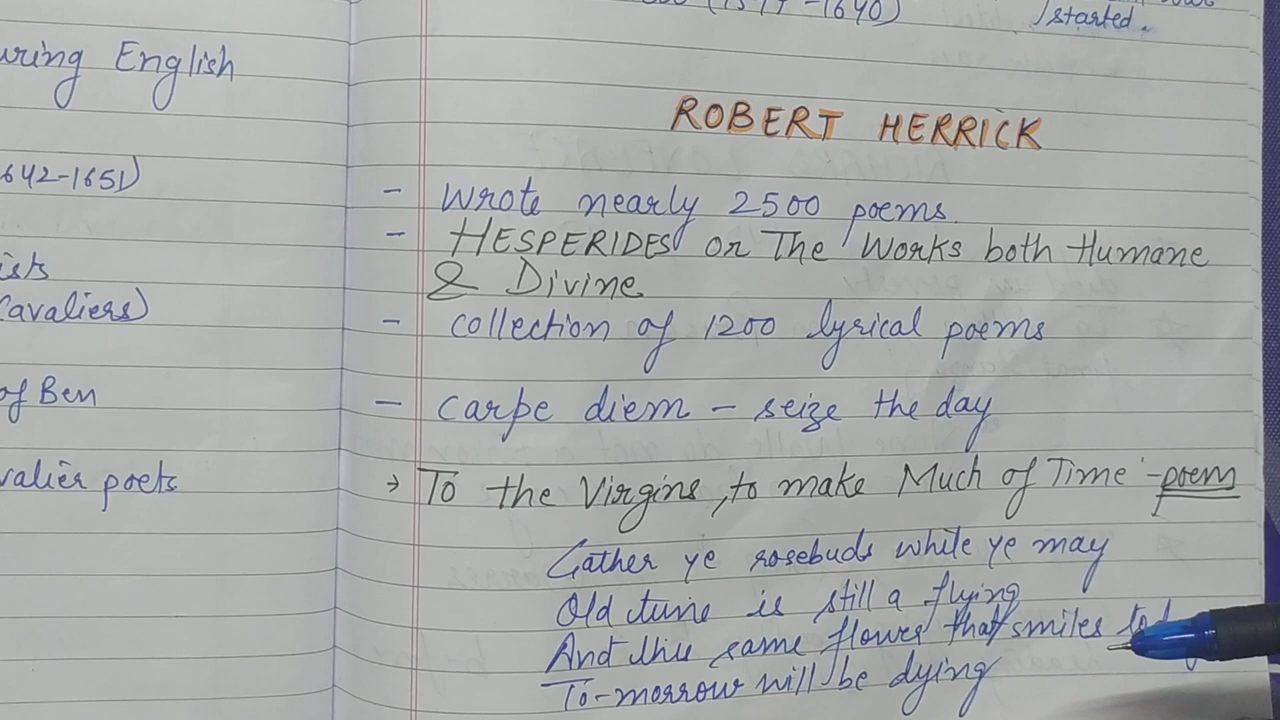 -1640)
/started.
uring English
ROBERT HERRICK
642-1651)
- wrote nearly 2500 poems.
- HESPERIDES or The Works both Humane
& Divine
ists
Cavaliers)
- collection of 1200 lyrical poems
of Ben
- carpe diem - seize the day
valier poets
→ To the Virgins, to make Much of Time' - poem
Gather ye rosebuds while ye may
Old time is still a flying
And this same flower that smiles
To-morrow will be dying